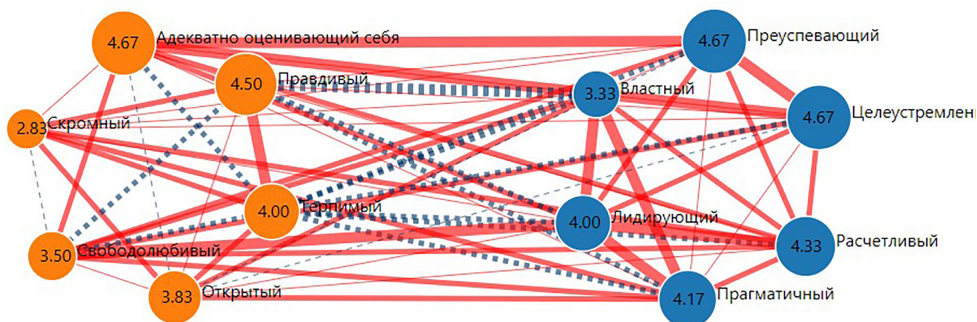 4.67 Адекватно оценивающий себя
4.67 Преуспевающий
4.50 Правдивый
3.33 Властный
4.67 Целеустремлен
2.83 Скромный
4.00 Терпимый
4.00 Лидирующий
4.33 Расчетливый
3.50 Свободолюбивый
3.83 Открытый
4.17 Прагматичный